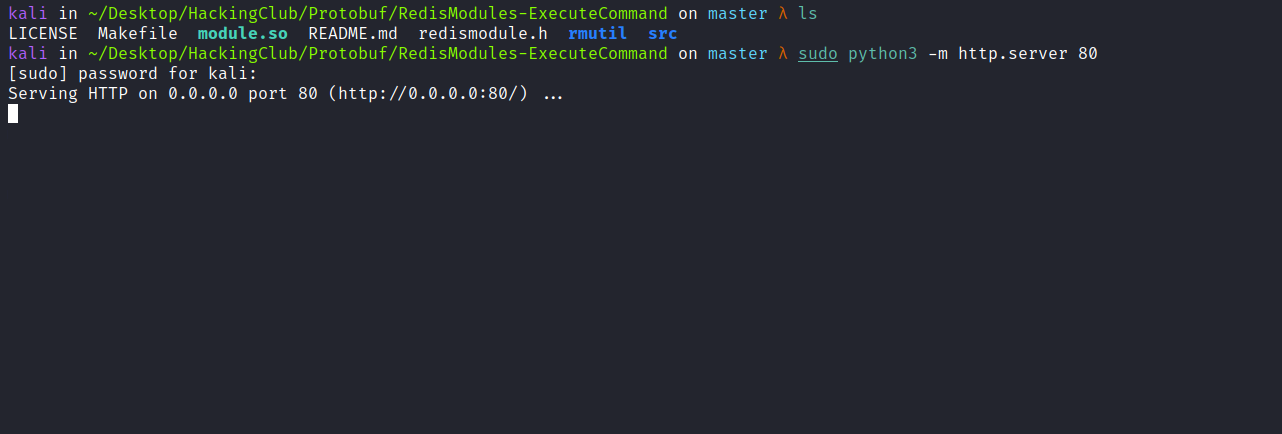 kali in ~/Desktop/HackingClub/Protobuf/RedisModules-ExecuteCommand on master λ ls
LICENSE  Makefile  module.so  README.md  redismodule.h  rmutil  src
kali in ~/Desktop/HackingClub/Protobuf/RedisModules-ExecuteCommand on master λ sudo python3 -m http.server 80
[sudo] password for kali:
Serving HTTP on 0.0.0.0 port 80 (http://0.0.0.0:80/) ...